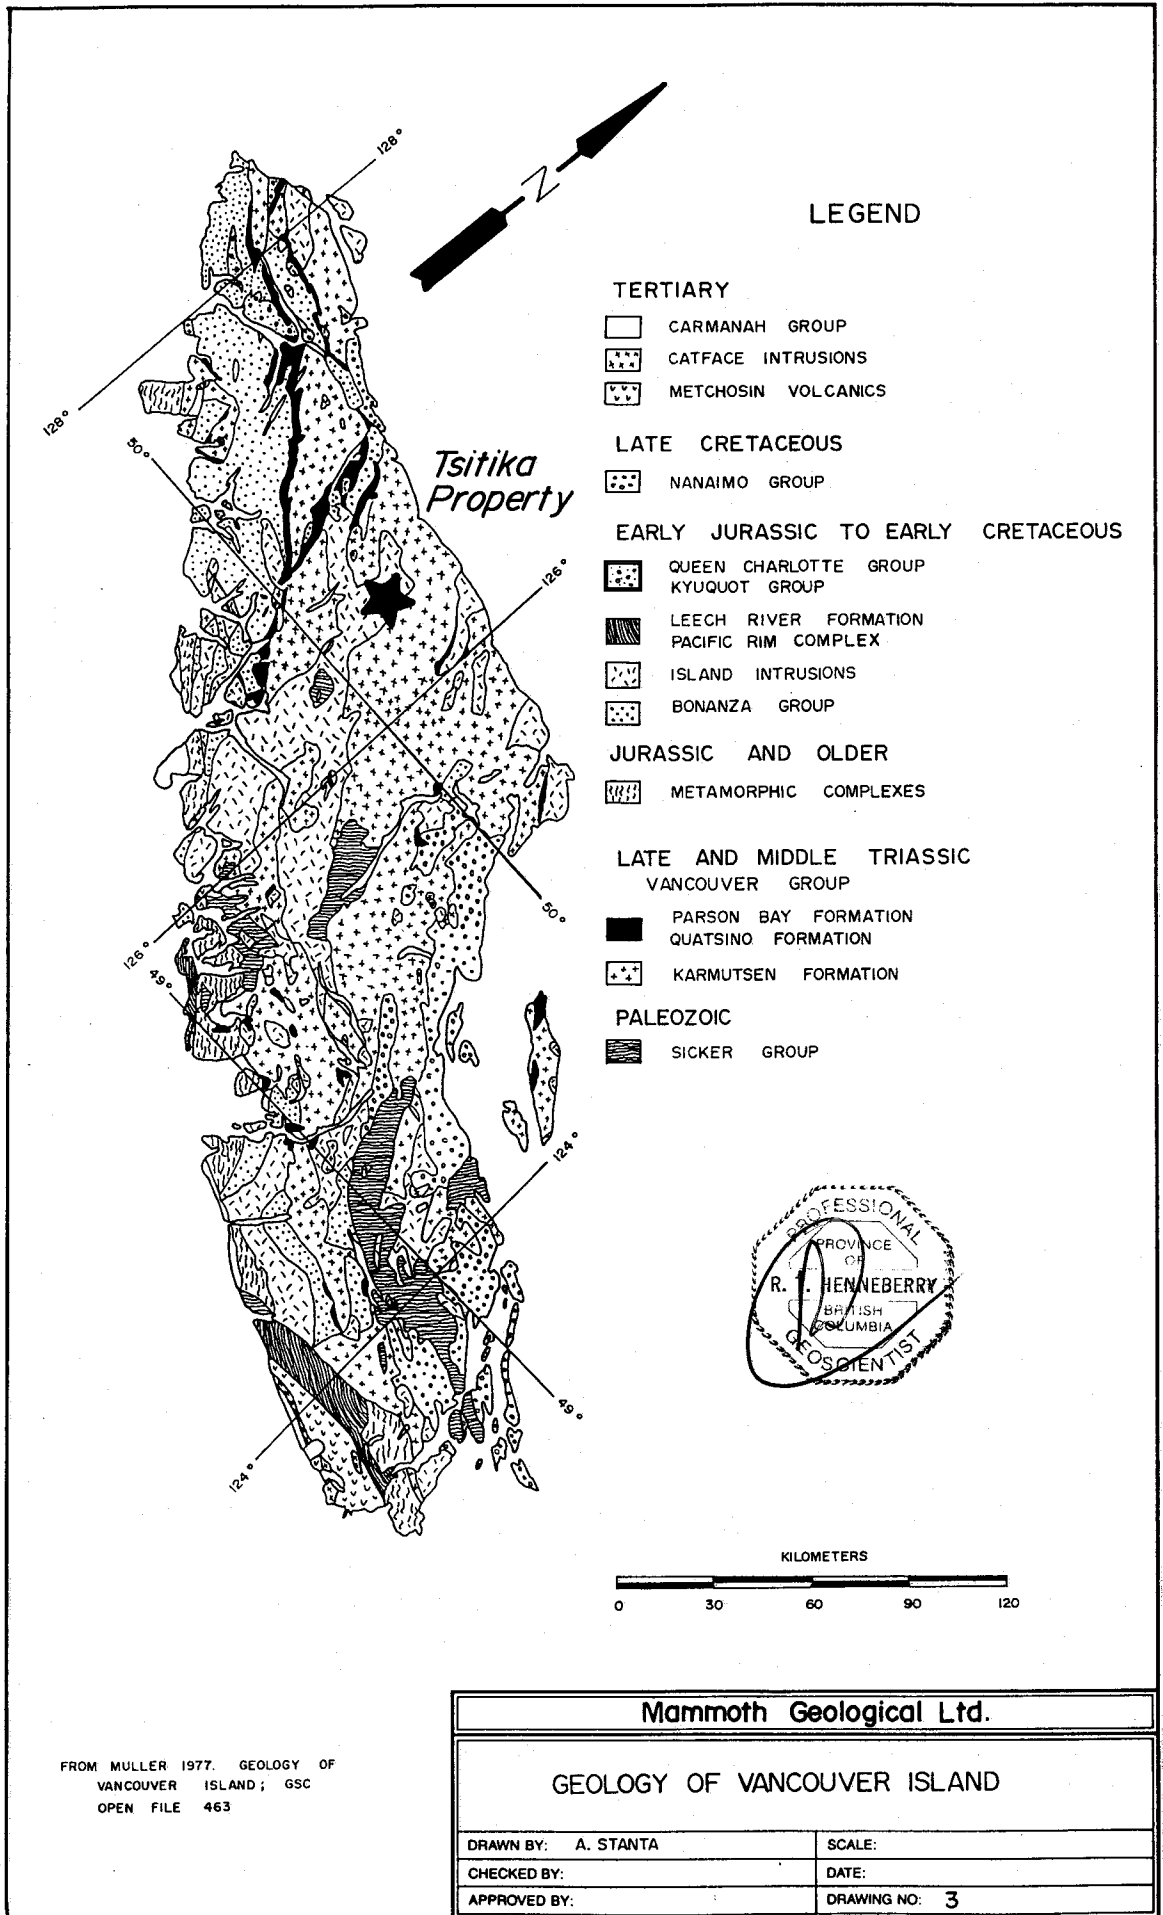 128°
N
LEGEND
TERTIARY
CARMANAH GROUP
CATFACE INTRUSIONS
METCHOSIN VOLCANICS
128°
50°
LATE CRETACEOUS
NANAIMO GROUP
Tsitika
Property
EARLY JURASSIC TO EARLY CRETACEOUS
QUEEN CHARLOTTE GROUP
KYUQUOT GROUP
126°
LEECH RIVER FORMATION
PACIFIC RIM COMPLEX
ISLAND INTRUSIONS
BONANZA GROUP
JURASSIC AND OLDER
METAMORPHIC COMPLEXES
LATE AND MIDDLE TRIASSIC
VANCOUVER GROUP
50°
PARSON BAY FORMATION
QUATSINO FORMATION
126°
49°
KARMUTSEN FORMATION
PALEOZOIC
SICKER GROUP
124°
PROFESSIONAL
PROVINCE
OF
R. T. HENNEBERRY
BRITISH
COLUMBIA
GEOSCIENTIST
49°
124°
KILOMETERS
0 30 60 90 120
Mammoth Geological Ltd.
FROM MULLER 1977. GEOLOGY OF
VANCOUVER ISLAND; GSC
OPEN FILE 463
GEOLOGY OF VANCOUVER ISLAND
DRAWN BY: A. STANTA
SCALE:
CHECKED BY:
DATE:
APPROVED BY:
DRAWING NO: 3